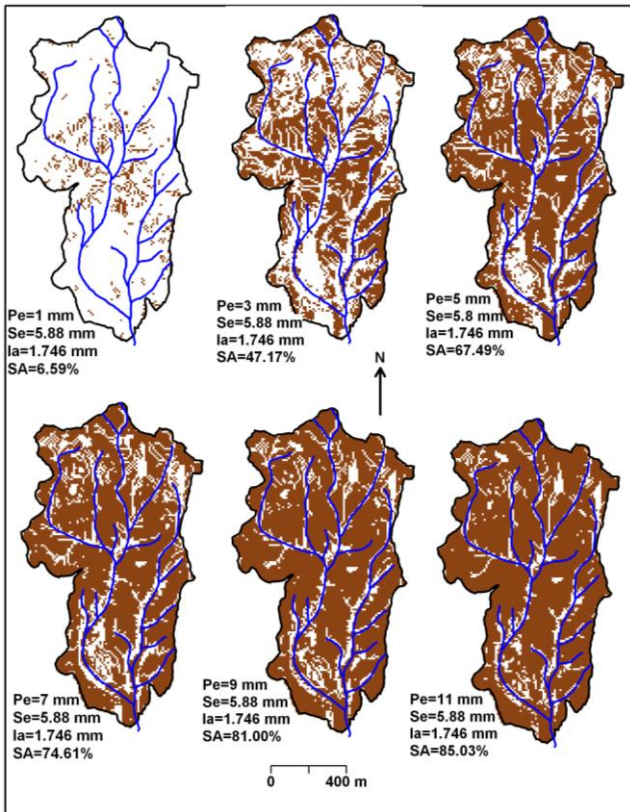 Pe=1 mm
Se=5.88 mm
Ia=1.746 mm
SA=6.59%
Pe=3 mm
Se=5.88 mm
Ia=1.746 mm
SA=47.17%
Pe=5 mm
Se=5.8 mm
Ia=1.746 mm
SA=67.49%
N
Pe=7 mm
Se=5.88 mm
Ia=1.746 mm
SA=74.61%
Pe=9 mm
Se=5.88 mm
Ia=1.746 mm
SA=81.00%
Pe=11 mm
Se=5.88 mm
Ia=1.746 mm
SA=85.03%
0 400 m